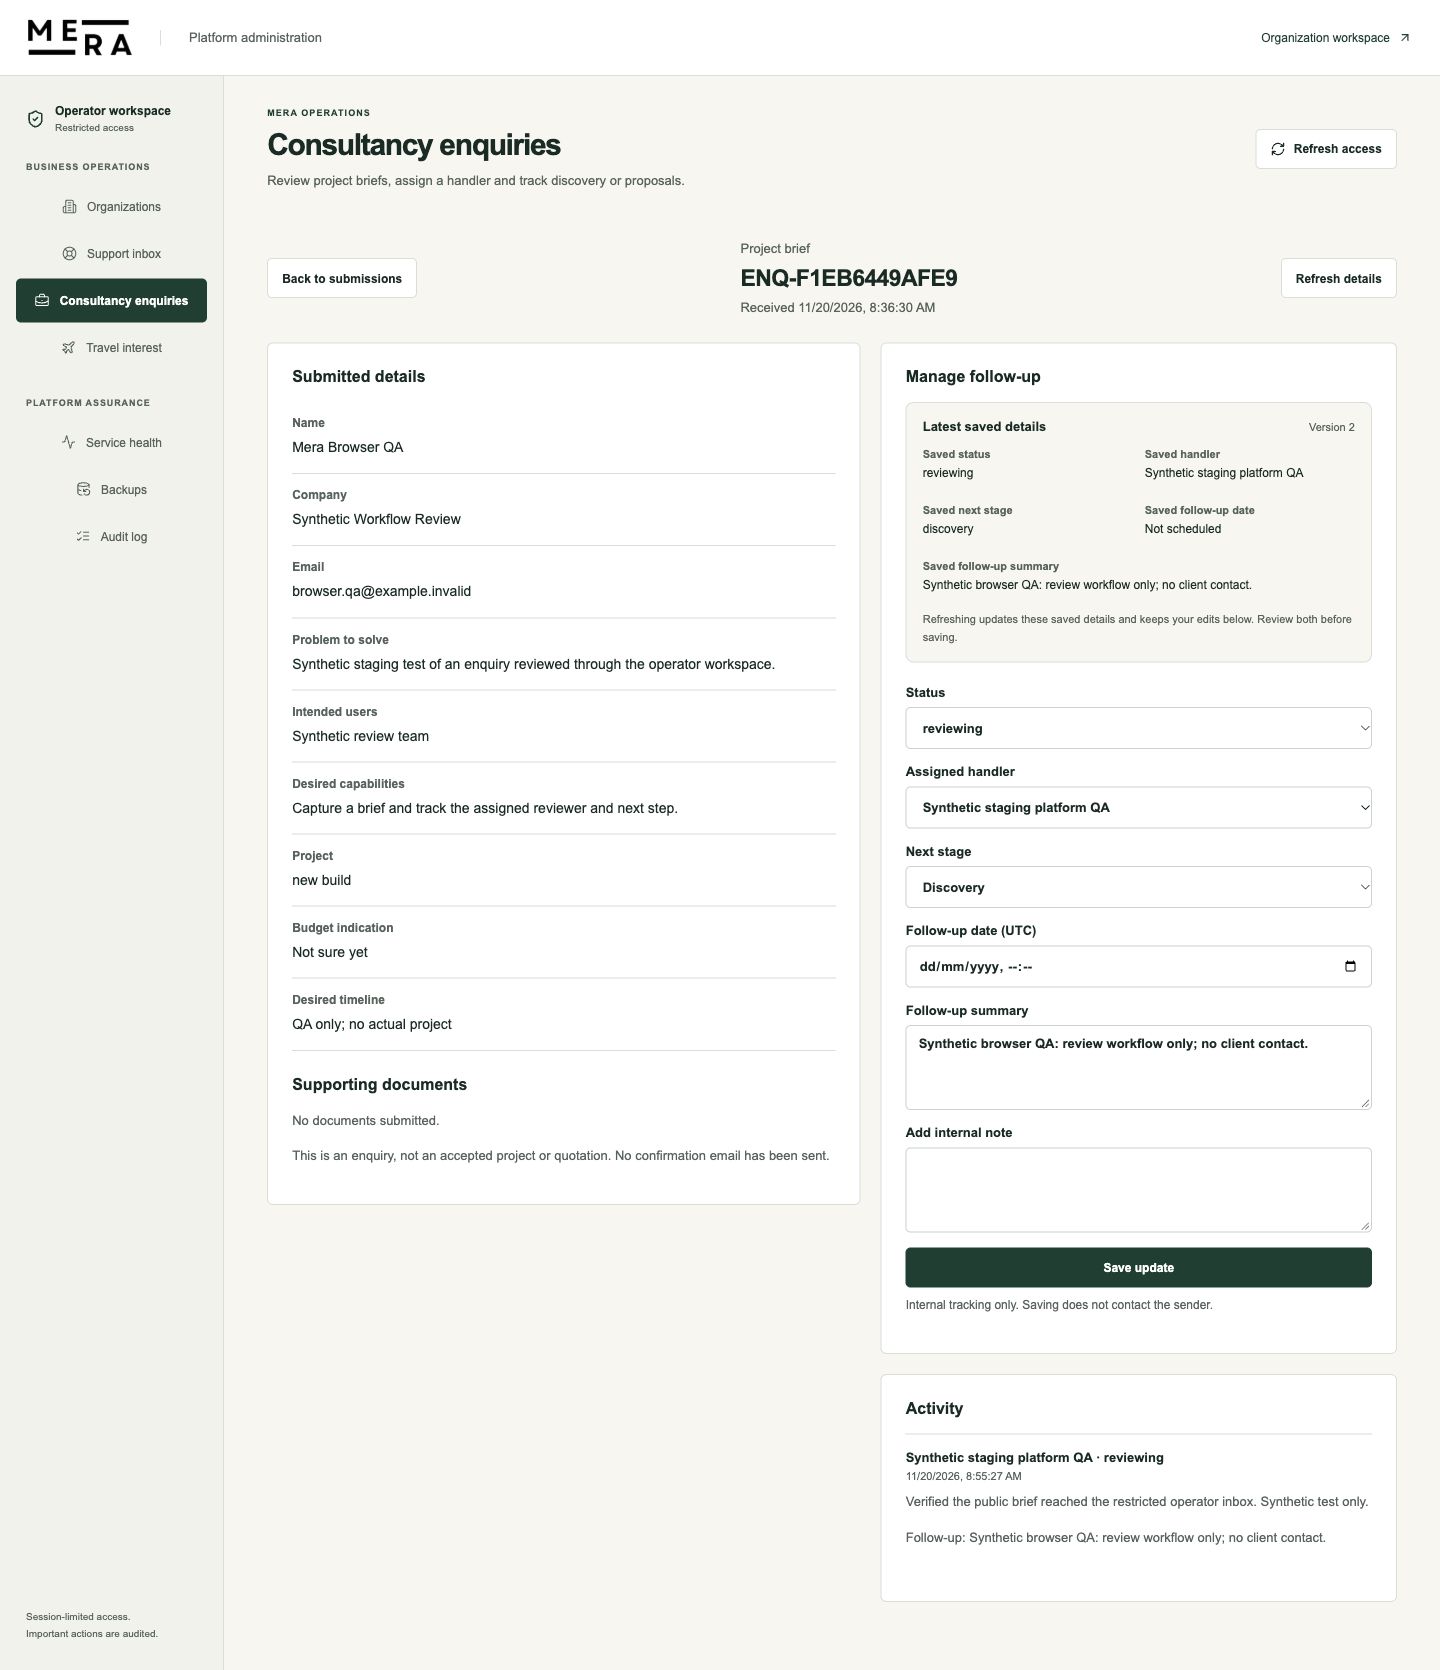 MERA
Platform administration
Organization workspace
Operator workspace
Restricted access
BUSINESS OPERATIONS
Organizations
Support inbox
Consultancy enquiries
Travel interest
PLATFORM ASSURANCE
Service health
Backups
Audit log
Session-limited access.
Important actions are audited.
MERA OPERATIONS
Consultancy enquiries
Review project briefs, assign a handler and track discovery or proposals.
Refresh access
Back to submissions
Project brief
ENQ-F1EB6449AFE9
Received 11/20/2026, 8:36:30 AM
Refresh details
Submitted details
Name
Mera Browser QA
Company
Synthetic Workflow Review
Email
browser.qa@example.invalid
Problem to solve
Synthetic staging test of an enquiry reviewed through the operator workspace.
Intended users
Synthetic review team
Desired capabilities
Capture a brief and track the assigned reviewer and next step.
Project
new build
Budget indication
Not sure yet
Desired timeline
QA only; no actual project
Supporting documents
No documents submitted.
This is an enquiry, not an accepted project or quotation. No confirmation email has been sent.
Manage follow-up
Latest saved details
Version 2
Saved status
reviewing
Saved handler
Synthetic staging platform QA
Saved next stage
discovery
Saved follow-up date
Not scheduled
Saved follow-up summary
Synthetic browser QA: review workflow only; no client contact.
Refreshing updates these saved details and keeps your edits below. Review both before
saving.
Status
reviewing
Assigned handler
Synthetic staging platform QA
Next stage
Discovery
Follow-up date (UTC)
dd/mm/yyyy, --:--
Follow-up summary
Synthetic browser QA: review workflow only; no client contact.
Add internal note
Save update
Internal tracking only. Saving does not contact the sender.
Activity
Synthetic staging platform QA · reviewing
11/20/2026, 8:55:27 AM
Verified the public brief reached the restricted operator inbox. Synthetic test only.
Follow-up: Synthetic browser QA: review workflow only; no client contact.